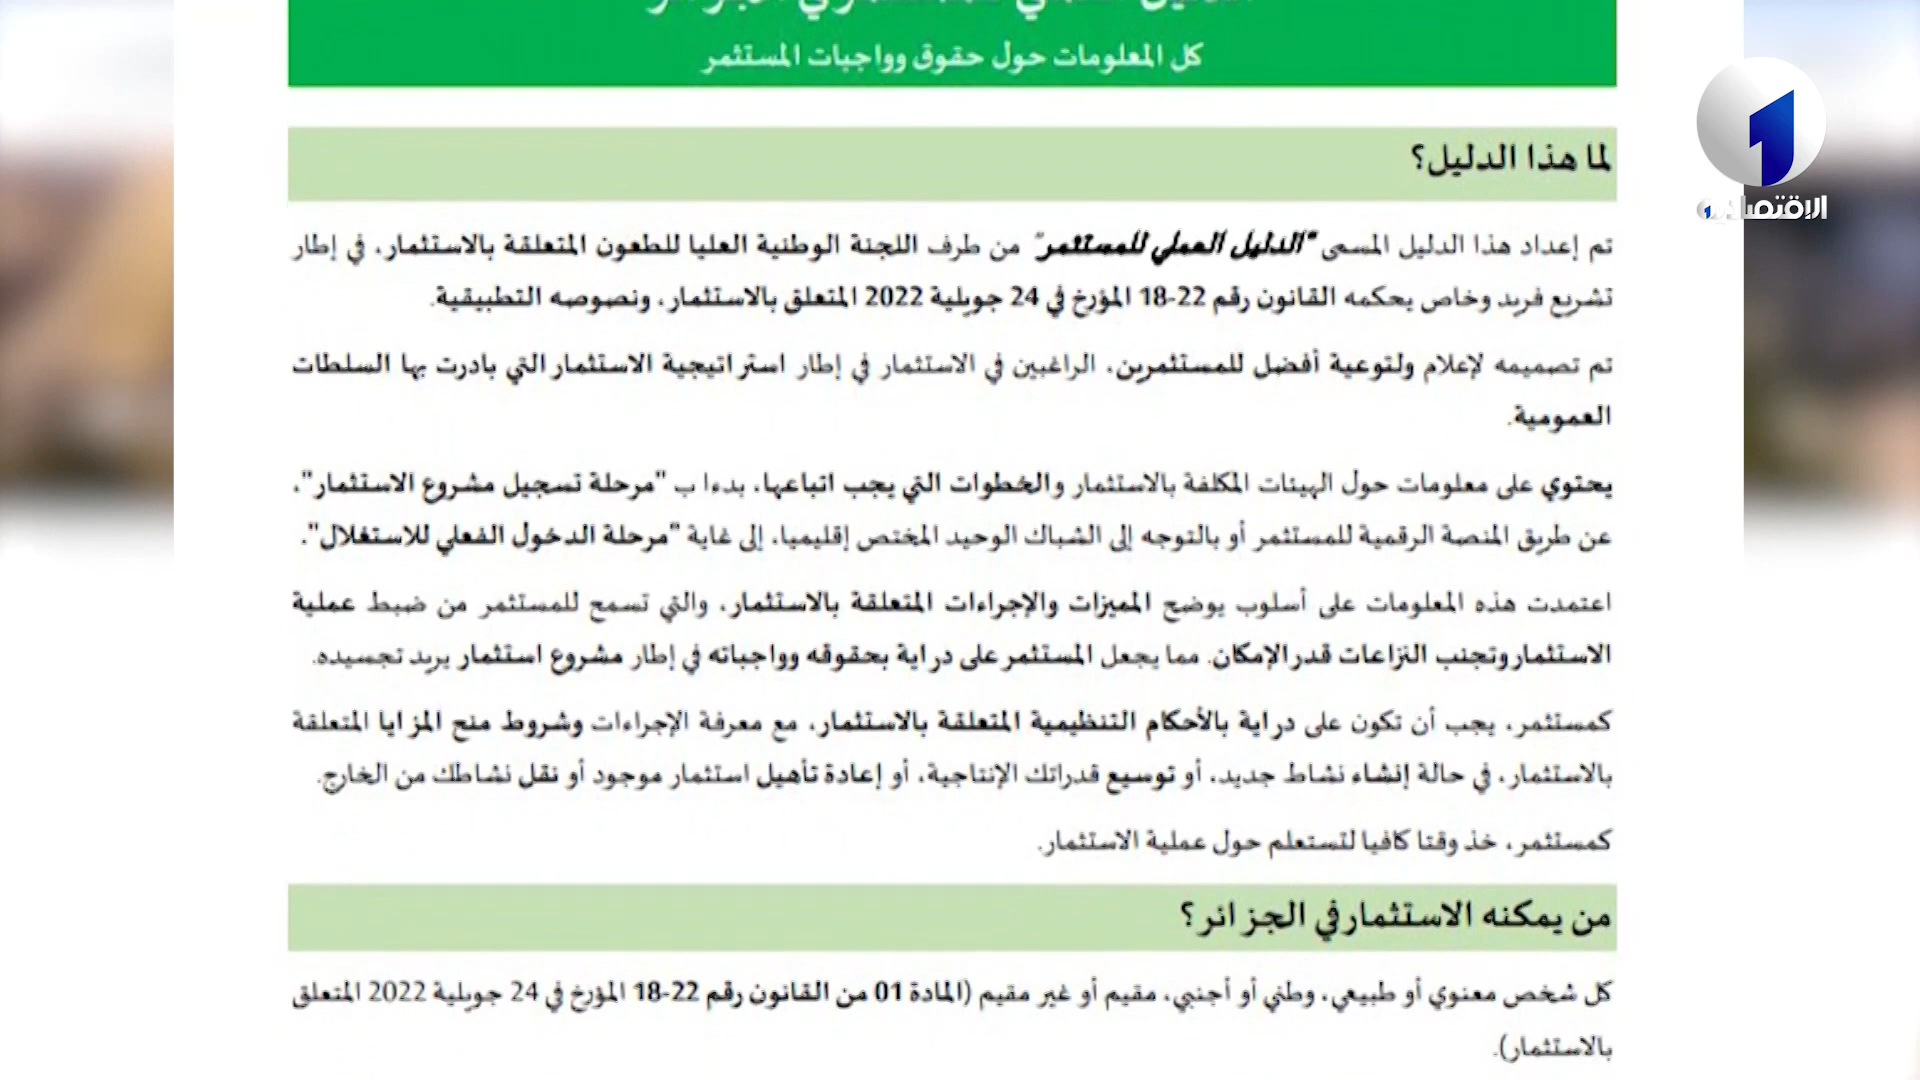 كل المعلومات حول حقوق وواجبات المستثمر
لما هذا الدليل؟
تم إعداد هذا الدليل المسمى "الدليل العملي للمستثمر" من طرف اللجنة الوطنية العليا للطعون المتعلقة بالاستثمار، في إطار
تشريع فريد وخاص يحكمه القانون رقم 22-18 المؤرخ في 24 جويلية 2022 المتعلق بالاستثمار، ونصوصه التطبيقية.
تم تصميمه لإعلام ولتوعية أفضل للمستثمرين، الراغبين في الاستثمار في إطار استراتيجية الاستثمار التي بادرت بها السلطات
العمومية.
يحتوي على معلومات حول الهيئات المكلفة بالاستثمار والخطوات التي يجب اتباعها، بدءا ب "مرحلة تسجيل مشروع الاستثمار"،
عن طريق المنصة الرقمية للمستثمر أو بالتوجه إلى الشباك الوحيد المختص إقليميا، إلى غاية "مرحلة الدخول الفعلي للاستغلال".
اعتمدت هذه المعلومات على أسلوب يوضح المميزات والإجراءات المتعلقة بالاستثمار، والتي تسمح للمستثمر من ضبط عملية
الاستثمار وتجنب النزاعات قدر الإمكان. مما يجعل المستثمر على دراية بحقوقه وواجباته في إطار مشروع استثمار يريد تجسيده.
كمستثمر، يجب أن تكون على دراية بالأحكام التنظيمية المتعلقة بالاستثمار، مع معرفة الإجراءات وشروط منح المزايا المتعلقة
بالاستثمار، في حالة إنشاء نشاط جديد، أو توسيع قدراتك الإنتاجية، أو إعادة تأهيل استثمار موجود أو نقل نشاطك من الخارج.
كمستثمر، خذ وقتا كافيا لتستعلم حول عملية الاستثمار.
من يمكنه الاستثمار في الجزائر؟
كل شخص معنوي أو طبيعي، وطني أو أجنبي، مقيم أو غير مقيم (المادة 01 من القانون رقم 22-18 المؤرخ في 24 جويلية 2022 المتعلق
بالاستثمار).